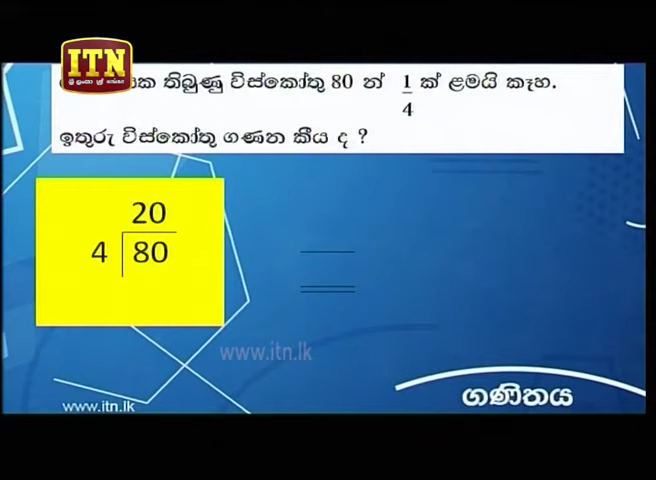 ITN
තිබුණු විස්කෝතු 80 න් 1/4 ක් ළමයි කෑහ.
ඉතුරු විස්කෝතු ගණන කීය ද ?
20
4 80
www.itn.lk
www.itn.lk
ගණිතය